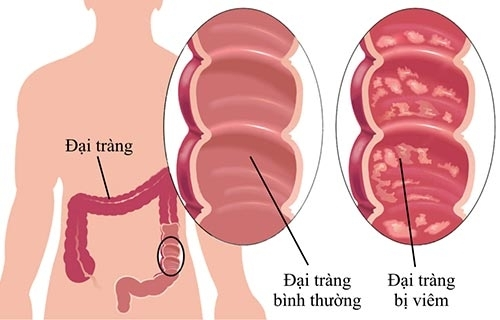 Đại tràng
Đại tràng
bình thường
Đại tràng
bị viêm